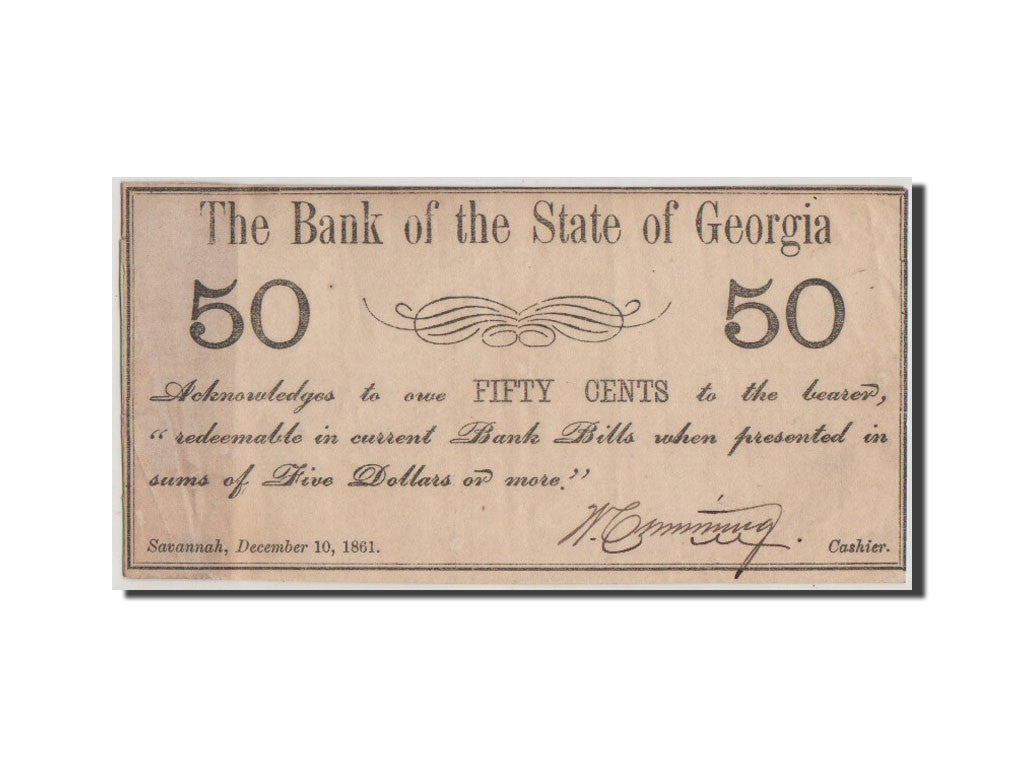 The Bank of the State of Georgia
50 50
Acknowledges to owe FIFTY CENTS to the bearer,
“redeemable in current Bank Bills when presented in
sums of Five Dollars or more.”
W. Cumming.
Savannah, December 10, 1861. Cashier.